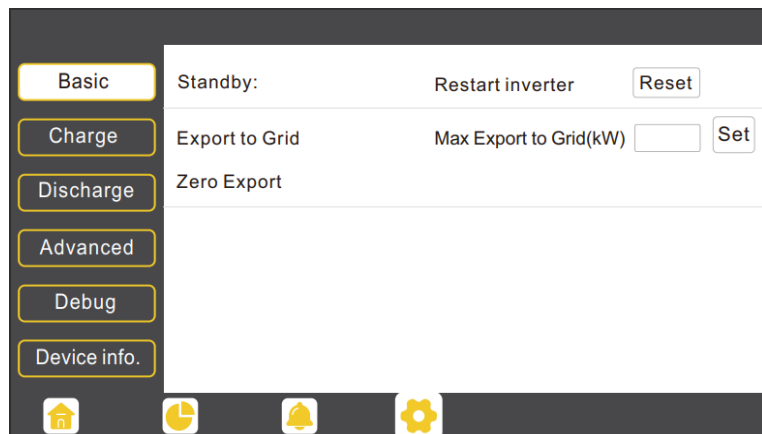 Basic
Standby:
Restart inverter
Reset
Charge
Export to Grid
Max Export to Grid(kW)
Set
Discharge
Zero Export
Advanced
Debug
Device info.